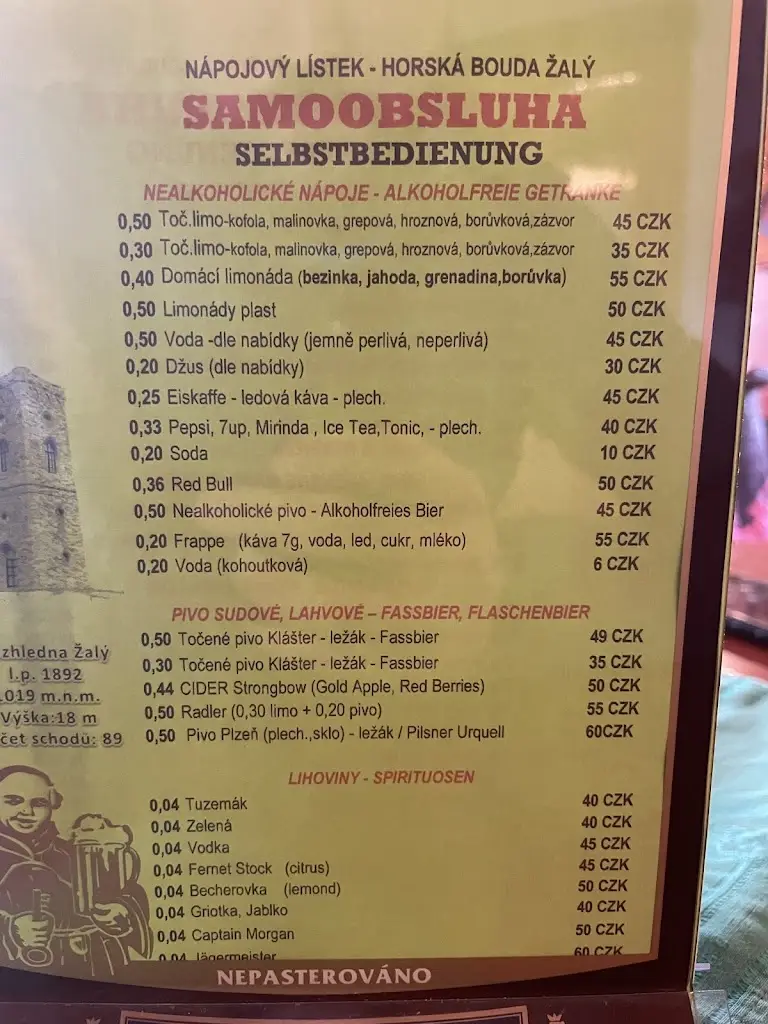 NÁPOJOVÝ LÍSTEK - HORSKÁ BOUDA ŽALÝ
SAMOOBSLUHA
SELBSTBEDIENUNG
NEALKOHOLICKÉ NÁPOJE - ALKOHOLFREIE GETRÄNKE
0,50 Toč.limo-kofola, malinovka, grepová, hroznová, borůvková,zázvor 45 CZK
0,30 Toč.limo-kofola, malinovka, grepová, hroznová, borůvková,zázvor 35 CZK
0,40 Domácí limonáda (bezinka, jahoda, grenadina,borůvka) 55 CZK
0,50 Limonády plast 50 CZK
0,50 Voda -dle nabídky (jemně perlivá, neperlivá) 45 CZK
0,20 Džus (dle nabídky) 30 CZK
0,25 Eiskaffe - ledová káva - plech. 45 CZK
0,33 Pepsi, 7up, Mirinda , Ice Tea,Tonic, - plech. 40 CZK
0,20 Soda 10 CZK
0,36 Red Bull 50 CZK
0,50 Nealkoholické pivo - Alkoholfreies Bier 45 CZK
0,20 Frappe (káva 7g, voda, led, cukr, mléko) 55 CZK
0,20 Voda (kohoutková) 6 CZK
PIVO SUDOVÉ, LAHVOVÉ – FASSBIER, FLASCHENBIER
0,50 Točené pivo Klášter - ležák - Fassbier 49 CZK
0,30 Točené pivo Klášter - ležák - Fassbier 35 CZK
0,44 CIDER Strongbow (Gold Apple, Red Berries) 50 CZK
0,50 Radler (0,30 limo + 0,20 pivo) 55 CZK
0,50 Pivo Plzeň (plech.,sklo) - ležák / Pilsner Urquell 60CZK
zhledna Žalý
l.p. 1892
1019 m.n.m.
Výška:18 m
čet schodů: 89
LIHOVINY - SPIRITUOSEN
0,04 Tuzemák 40 CZK
0,04 Zelená 40 CZK
0,04 Vodka 45 CZK
0,04 Fernet Stock (citrus) 45 CZK
0,04 Becherovka (lemond) 50 CZK
0,04 Griotka, Jablko 40 CZK
0,04 Captain Morgan 50 CZK
0,04 Jägermeister 60 CZK
NEPASTEROVÁNO